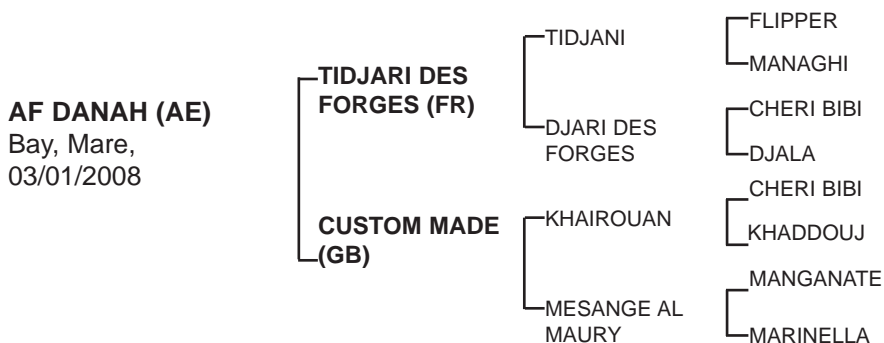 AF DANAH (AE)
Bay, Mare,
03/01/2008
TIDJARI DES
FORGES (FR)
CUSTOM MADE
(GB)
TIDJANI
DJARI DES
FORGES
KHAIROUAN
MESANGE AL
MAURY
FLIPPER
MANAGHI
CHERI BIBI
DJALA
CHERI BIBI
KHADDOUJ
MANGANATE
MARINELLA